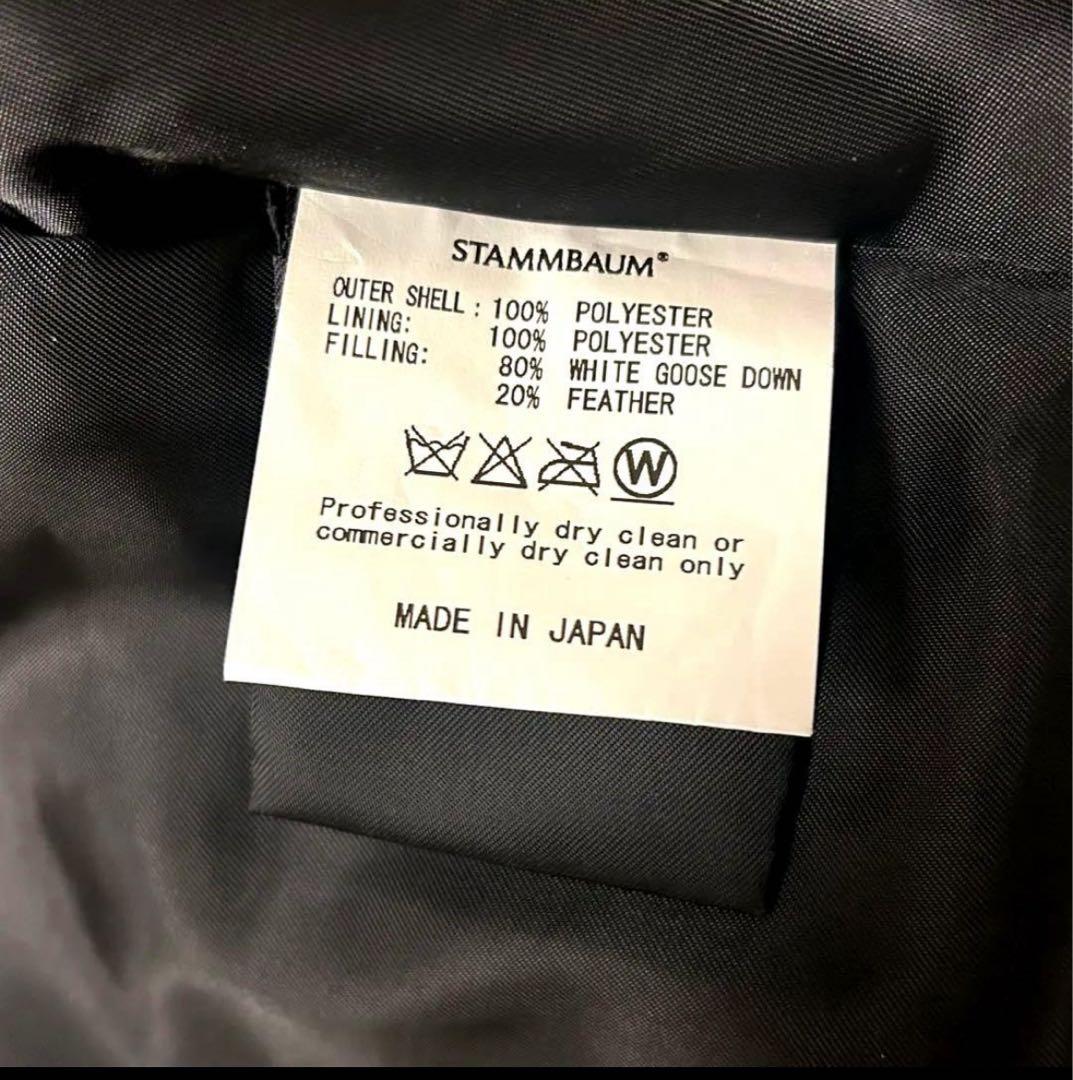 STAMMBAUM®
OUTER SHELL : 100% POLYESTER
LINING: 100% POLYESTER
FILLING: 80% WHITE GOOSE DOWN
20% FEATHER
W
Professionally dry clean or
commercially dry clean only
MADE IN JAPAN